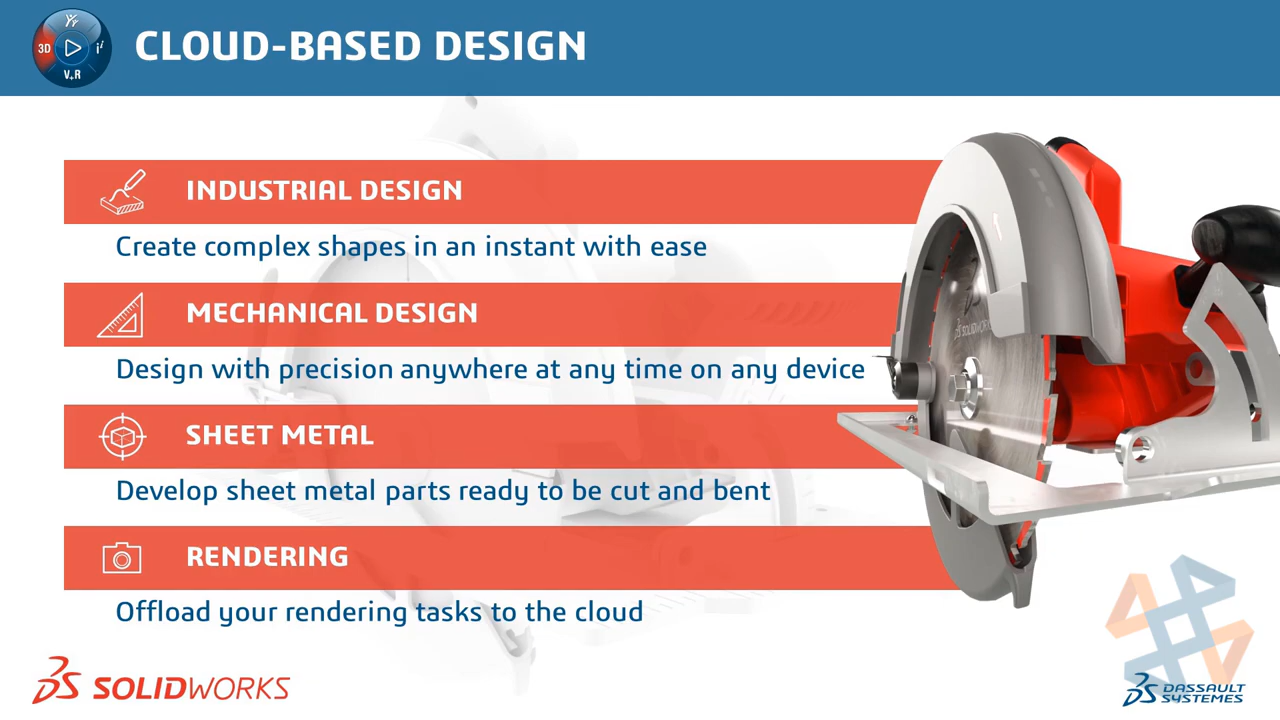 3D
V+R
CLOUD-BASED DESIGN
INDUSTRIAL DESIGN
Create complex shapes in an instant with ease
MECHANICAL DESIGN
Design with precision anywhere at any time on any device
SHEET METAL
Develop sheet metal parts ready to be cut and bent
RENDERING
Offload your rendering tasks to the cloud
SOLIDWORKS
SOLIDWORKS
DASSAULT
SYSTEMES